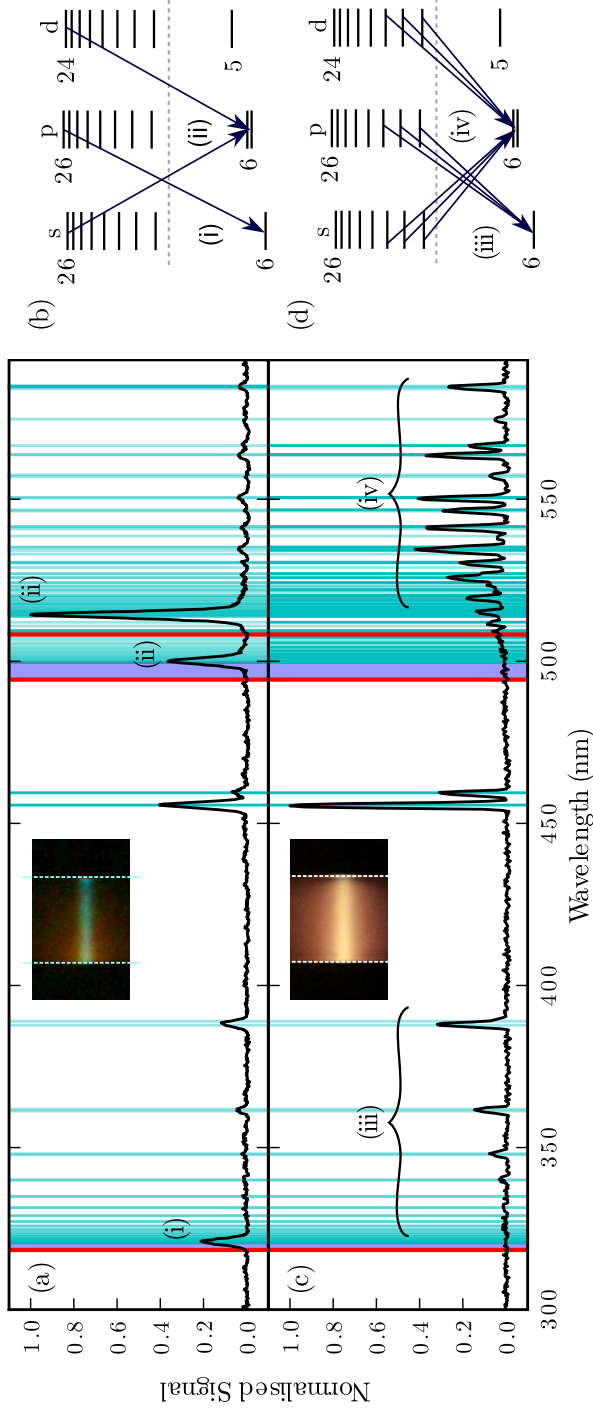 (a)
(i)
(ii)
(ii)
1.0
0.8
0.6
0.4
0.2
0.0
(c)
(iii)
(iv)
1.0
0.8
0.6
0.4
0.2
0.0
300
350
400
450
500
550
Wavelength (nm)
Normalised Signal
(b)
s
p
d
26
26
24
(i)
(ii)
6
6
5
(d)
s
p
d
26
26
24
(iii)
(iv)
6
6
5